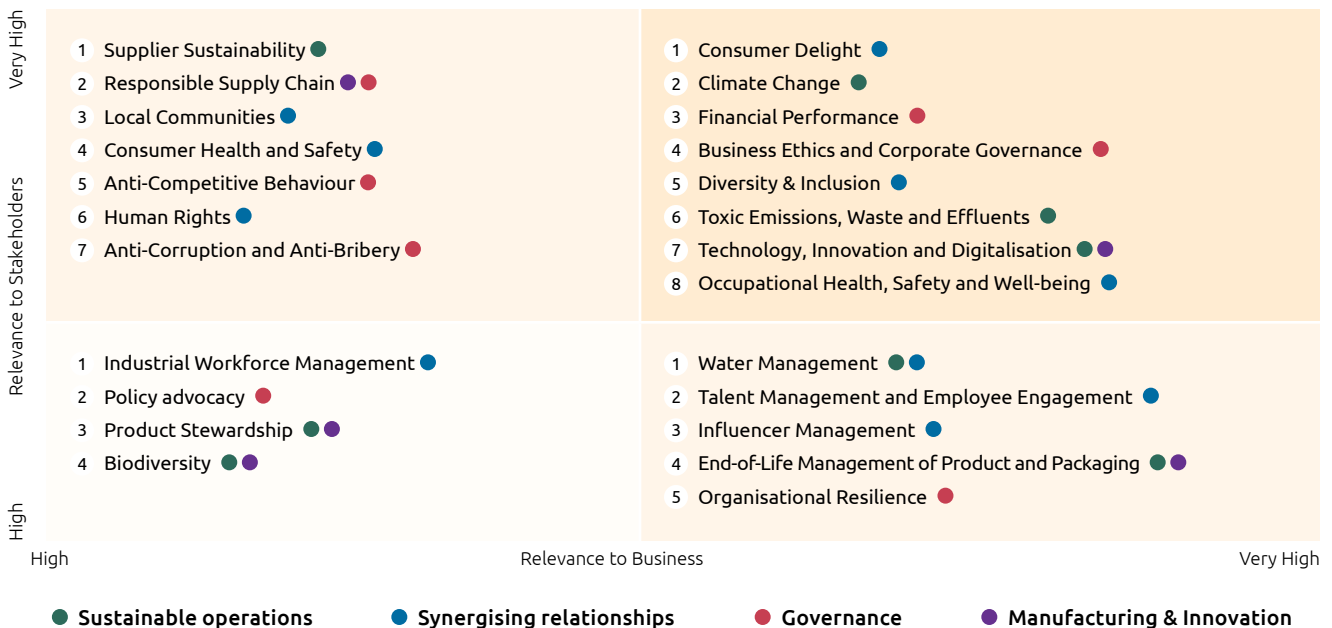 Very High
Relevance to Stakeholders
High
1 Supplier Sustainability
2 Responsible Supply Chain
3 Local Communities
4 Consumer Health and Safety
5 Anti-Competitive Behaviour
6 Human Rights
7 Anti-Corruption and Anti-Bribery
1 Consumer Delight
2 Climate Change
3 Financial Performance
4 Business Ethics and Corporate Governance
5 Diversity & Inclusion
6 Toxic Emissions, Waste and Effluents
7 Technology, Innovation and Digitalisation
8 Occupational Health, Safety and Well-being
1 Industrial Workforce Management
2 Policy advocacy
3 Product Stewardship
4 Biodiversity
1 Water Management
2 Talent Management and Employee Engagement
3 Influencer Management
4 End-of-Life Management of Product and Packaging
5 Organisational Resilience
High
Relevance to Business
Very High
Sustainable operations
Synergising relationships
Governance
Manufacturing & Innovation